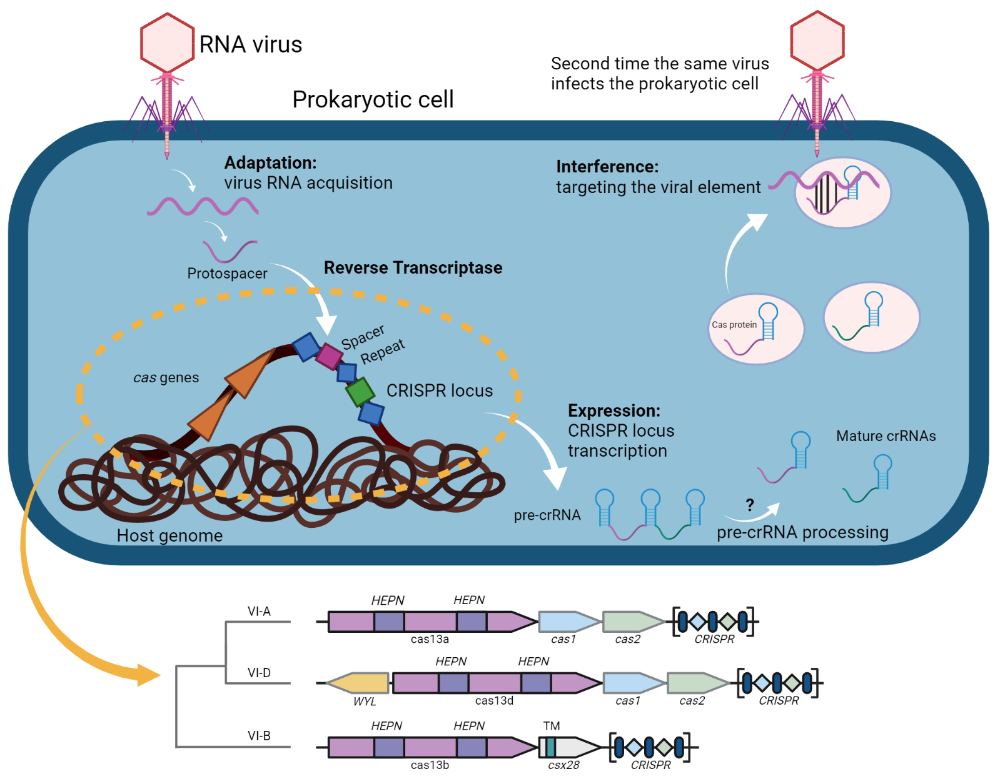 RNA virus
Second time the same virus
infects the prokaryotic cell
Prokaryotic cell
Adaptation:
virus RNA acquisition
Interference:
targeting the viral element
Protospacer
Reverse Transcriptase
Cas protein
Spacer
Repeat
cas genes
CRISPR locus
Expression:
CRISPR locus
transcription
Mature crRNAs
pre-crRNA
?
pre-crRNA processing
Host genome
VI-A
HEPN
HEPN
cas13a
cas1
cas2
CRISPR
VI-D
HEPN
HEPN
WYL
cas13d
cas1
cas2
CRISPR
VI-B
HEPN
HEPN
TM
cas13b
csx28
CRISPR